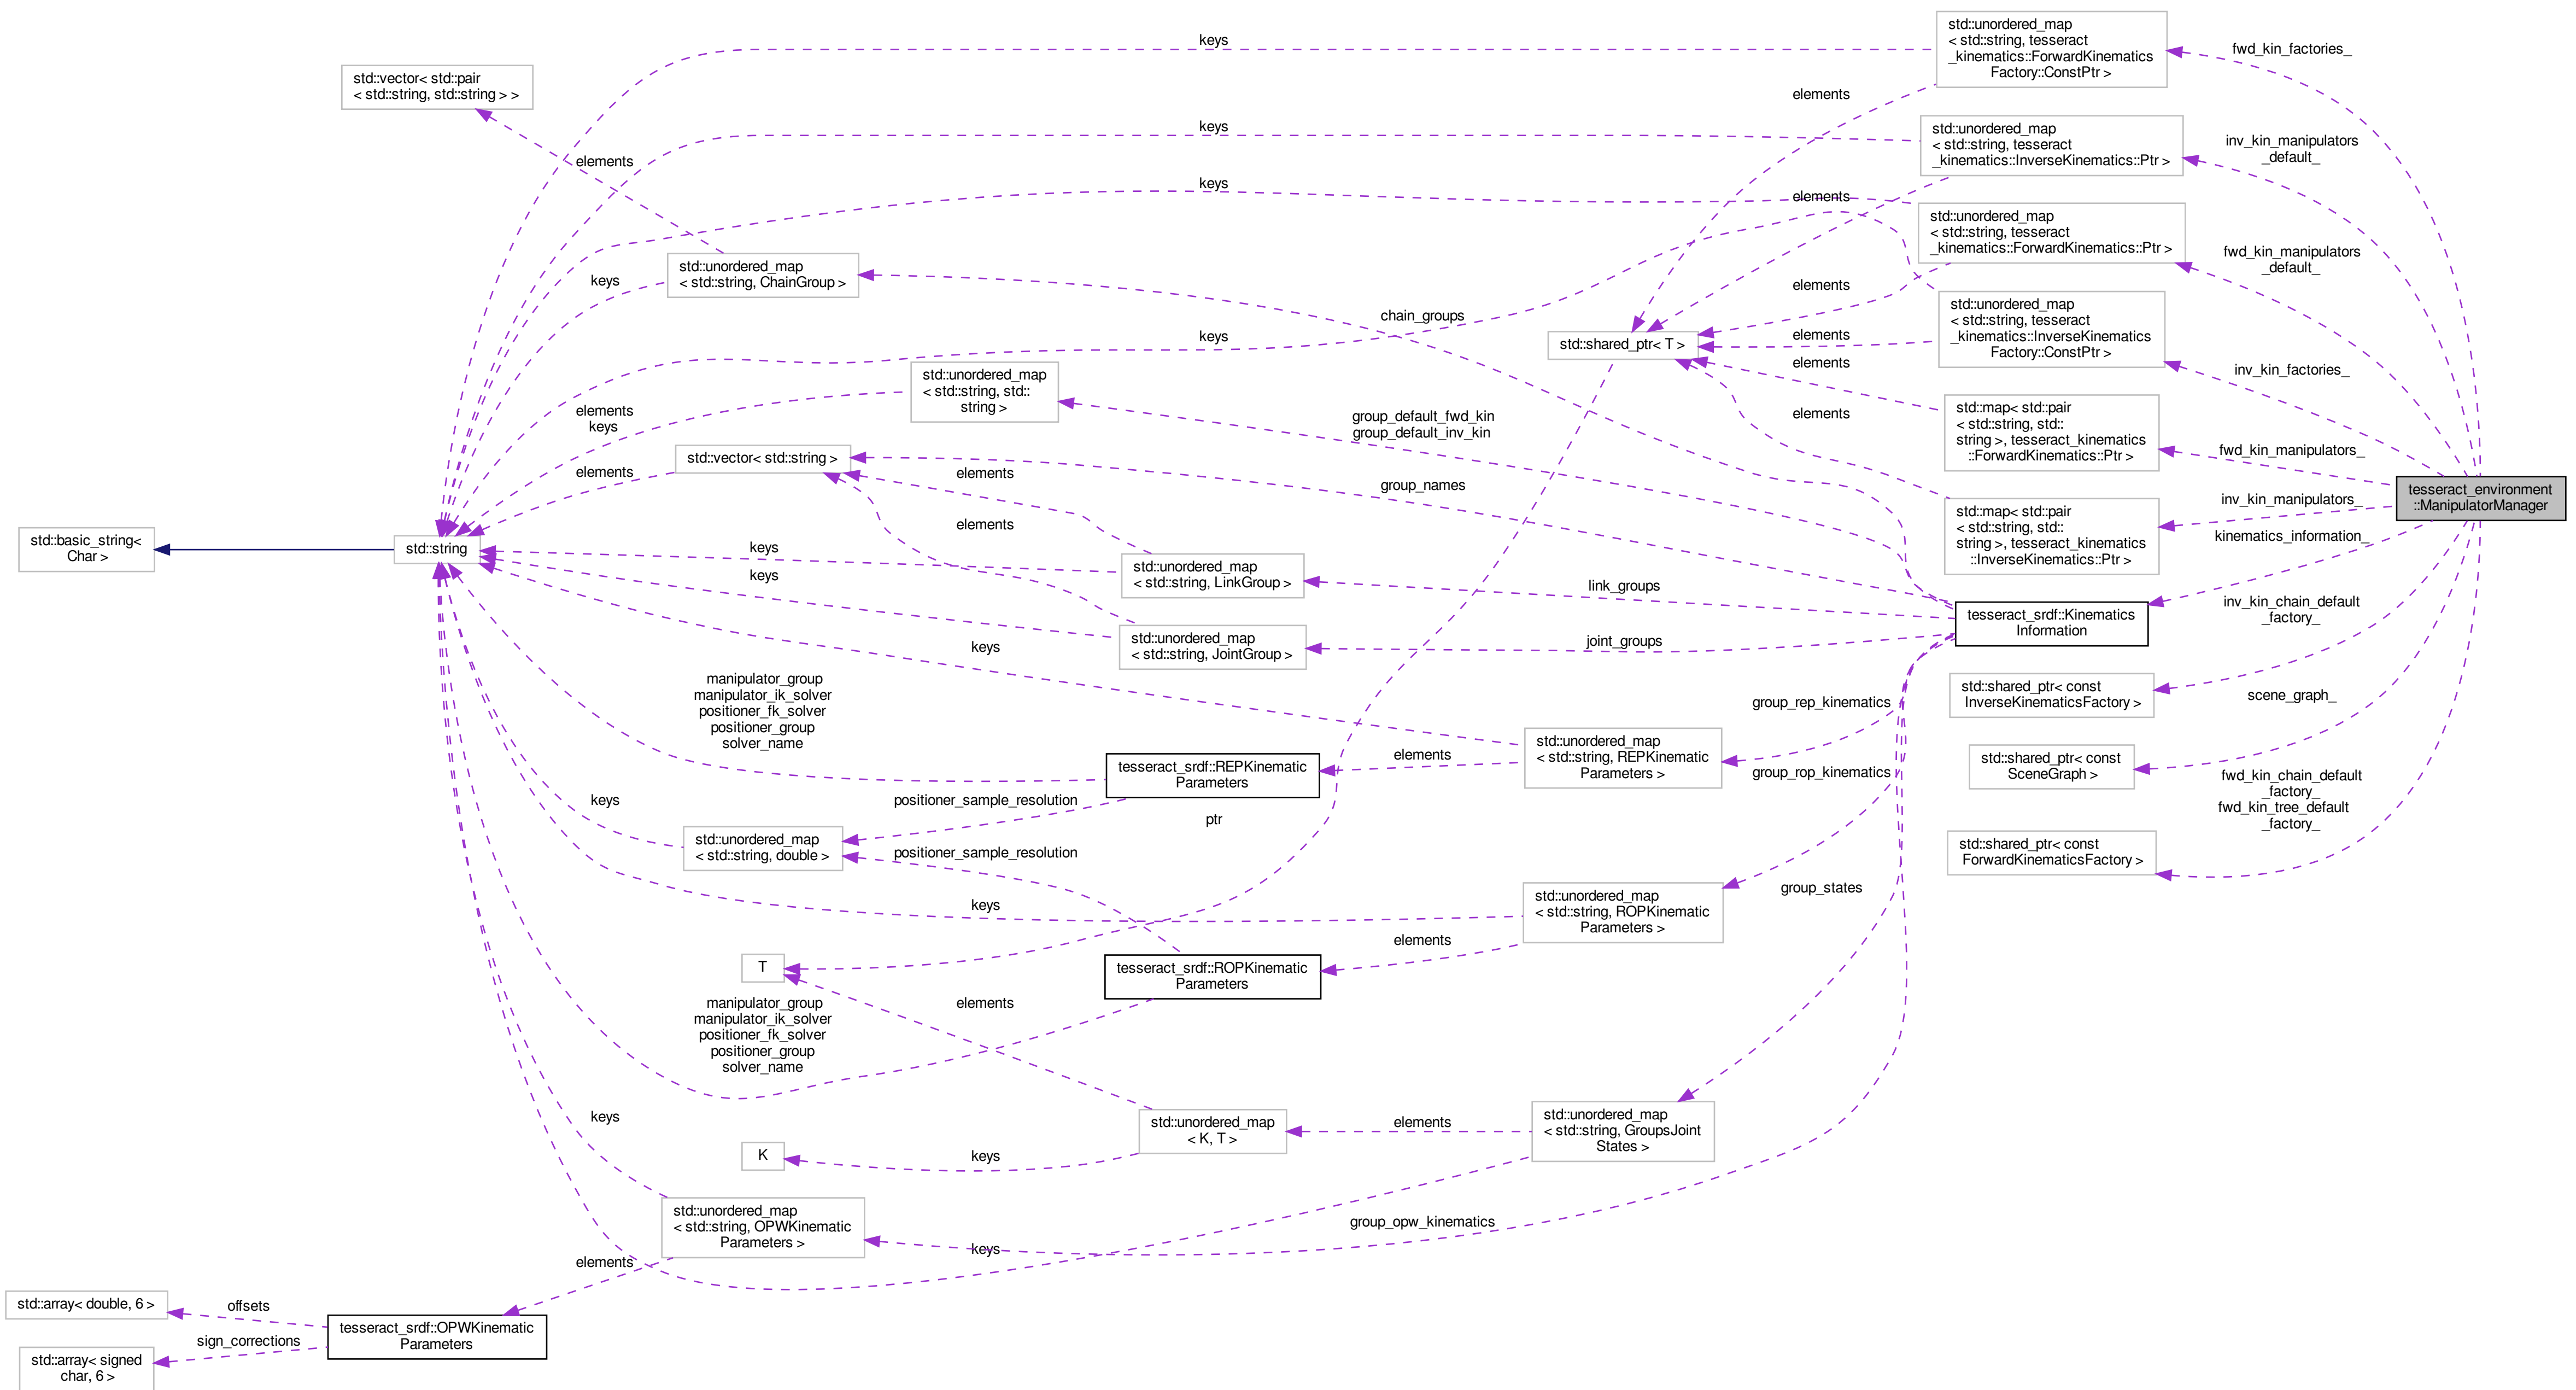 std::unordered_map
< std::string, tesseract
_kinematics::ForwardKinematics
Factory::ConstPtr >
keys
fwd_kin_factories_
std::vector< std::pair
< std::string, std::string > >
elements
std::unordered_map
< std::string, tesseract
_kinematics::InverseKinematics::Ptr >
keys
inv_kin_manipulators
_default_
elements
keys
elements
std::unordered_map
< std::string, tesseract
_kinematics::ForwardKinematics::Ptr >
fwd_kin_manipulators
_default_
std::unordered_map
< std::string, ChainGroup >
keys
elements
std::unordered_map
< std::string, tesseract
_kinematics::InverseKinematics
Factory::ConstPtr >
chain_groups
keys
std::shared_ptr< T >
elements
elements
inv_kin_factories_
std::unordered_map
< std::string, std::
string >
elements
keys
group_default_fwd_kin
group_default_inv_kin
elements
std::map< std::pair
< std::string, std::
string >, tesseract_kinematics
::ForwardKinematics::Ptr >
fwd_kin_manipulators_
std::vector< std::string >
elements
elements
group_names
tesseract_environment
::ManipulatorManager
inv_kin_manipulators_
std::map< std::pair
< std::string, std::
string >, tesseract_kinematics
::InverseKinematics::Ptr >
elements
kinematics_information_
std::basic_string<
Char >
std::string
keys
keys
std::unordered_map
< std::string, LinkGroup >
link_groups
tesseract_srdf::Kinematics
Information
inv_kin_chain_default
_factory_
std::unordered_map
< std::string, JointGroup >
joint_groups
keys
manipulator_group
manipulator_ik_solver
positioner_fk_solver
positioner_group
solver_name
group_rep_kinematics
std::shared_ptr< const
InverseKinematicsFactory >
scene_graph_
std::unordered_map
< std::string, REPKinematic
Parameters >
elements
tesseract_srdf::REPKinematic
Parameters
group_rop_kinematics
std::shared_ptr< const
SceneGraph >
fwd_kin_chain_default
_factory_
fwd_kin_tree_default
_factory_
keys
positioner_sample_resolution
ptr
std::unordered_map
< std::string, double >
positioner_sample_resolution
std::shared_ptr< const
ForwardKinematicsFactory >
group_states
keys
std::unordered_map
< std::string, ROPKinematic
Parameters >
elements
T
tesseract_srdf::ROPKinematic
Parameters
elements
manipulator_group
manipulator_ik_solver
positioner_fk_solver
positioner_group
solver_name
keys
std::unordered_map
< K, T >
elements
std::unordered_map
< std::string, GroupsJoint
States >
K
keys
std::unordered_map
< std::string, OPWKinematic
Parameters >
group_opw_kinematics
keys
elements
std::array< double, 6 >
offsets
tesseract_srdf::OPWKinematic
Parameters
sign_corrections
std::array< signed
char, 6 >